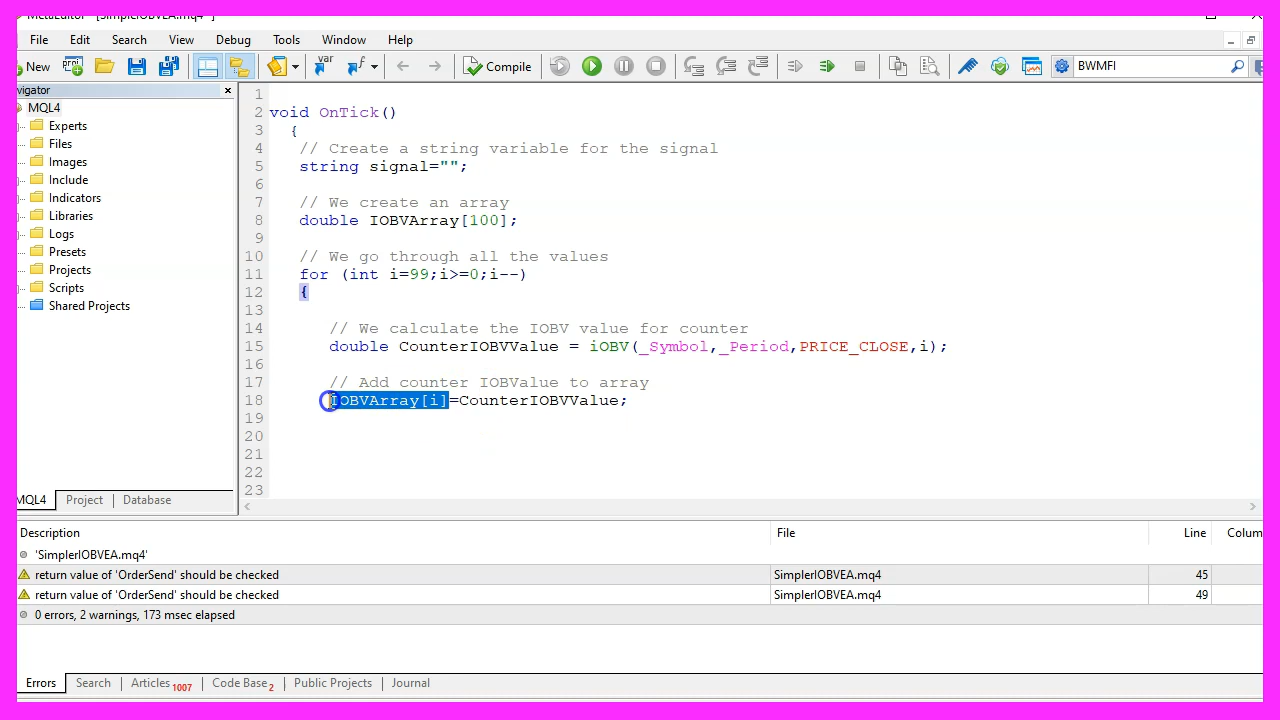 MetaEditor - [SimplerIOBVEA.mq4 *]
File Edit Search View Debug Tools Window Help
New var Compile BWMFI
vigator
MQL4
Experts
Files
Images
Include
Indicators
Libraries
Logs
Presets
Projects
Scripts
Shared Projects
MQL4 Project Database
1
2 void OnTick()
3 {
4 // Create a string variable for the signal
5 string signal="";
6
7 // We create an array
8 double IOBVArray[100];
9
10 // We go through all the values
11 for (int i=99;i>=0;i--)
12 {
13
14 // We calculate the IOBV value for counter
15 double CounterIOBVValue = iOBV(_Symbol,_Period,PRICE_CLOSE,i);
16
17 // Add counter IOBValue to array
18 IOBVArray[i]=CounterIOBVValue;
19
20
21
22
23
Description File Line Colum
'SimplerIOBVEA.mq4'
return value of 'OrderSend' should be checked SimplerIOBVEA.mq4 45
return value of 'OrderSend' should be checked SimplerIOBVEA.mq4 49
0 errors, 2 warnings, 173 msec elapsed
Errors Search Articles 1007 Code Base 2 Public Projects Journal